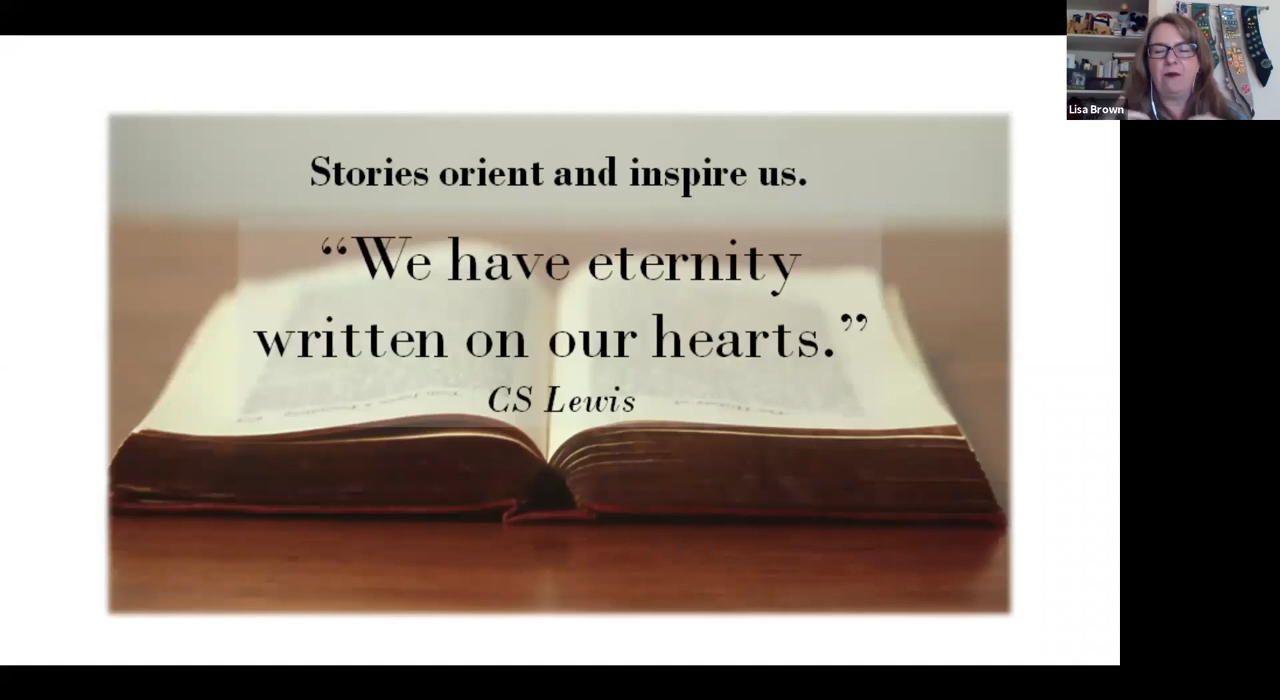 Stories orient and inspire us.
“We have eternity
written on our hearts.”
CS Lewis
Lisa Brown